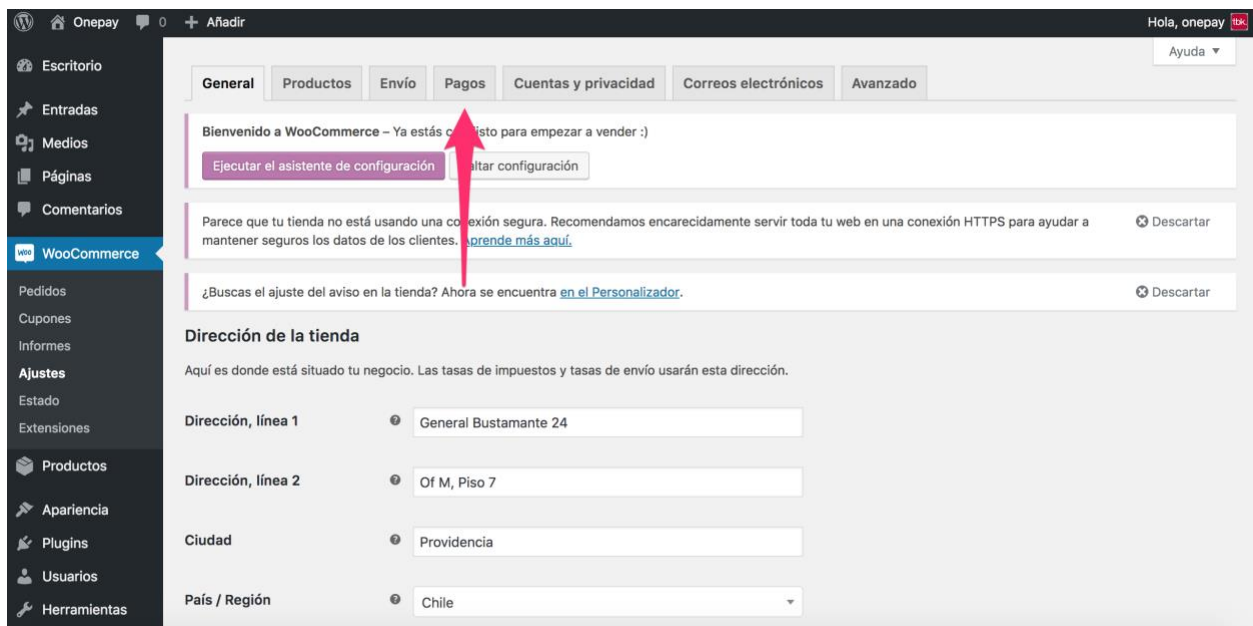 Onepay 0 + Añadir Hola, onepay tbk.
Ayuda ▼
Escritorio
Entradas
Medios
Páginas
Comentarios
WooCommerce
Pedidos
Cupones
Informes
Ajustes
Estado
Extensiones
Productos
Apariencia
Plugins
Usuarios
Herramientas
General Productos Envío Pagos Cuentas y privacidad Correos electrónicos Avanzado
Bienvenido a WooCommerce – Ya estás para empezar a vender :)
Ejecutar el asistente de configuración configuración
Parece que tu tienda no está usando una conexión segura. Recomendamos encarecidamente servir toda tu web en una conexión HTTPS para ayudar a
mantener seguros los datos de los clientes. Aprende más aquí.
Descartar
¿Buscas el ajuste del aviso en la tienda? Ahora se encuentra en el Personalizador.
Descartar
Dirección de la tienda
Aquí es donde está situado tu negocio. Las tasas de impuestos y tasas de envío usarán esta dirección.
Dirección, línea 1 General Bustamante 24
Dirección, línea 2 Of M, Piso 7
Ciudad Providencia
País / Región Chile